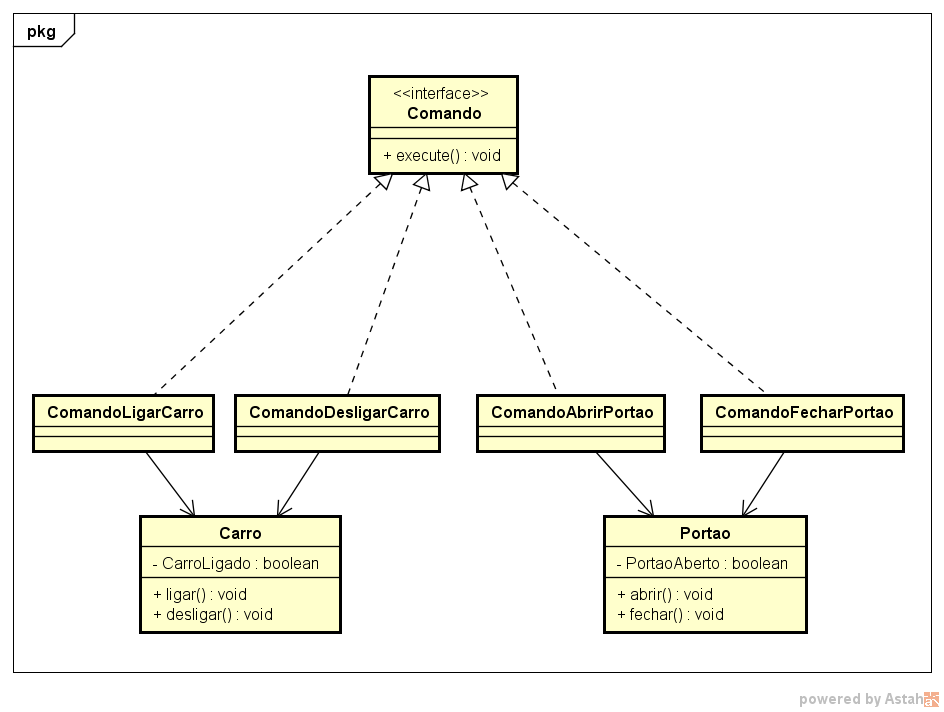 pkg
<<interface>>
Comando
+ execute() : void
ComandoLigarCarro
ComandoDesligarCarro
ComandoAbrirPortao
ComandoFecharPortao
Carro
- CarroLigado : boolean
+ ligar() : void
+ desligar() : void
Portao
- PortaoAberto : boolean
+ abrir() : void
+ fechar() : void
powered by Astah